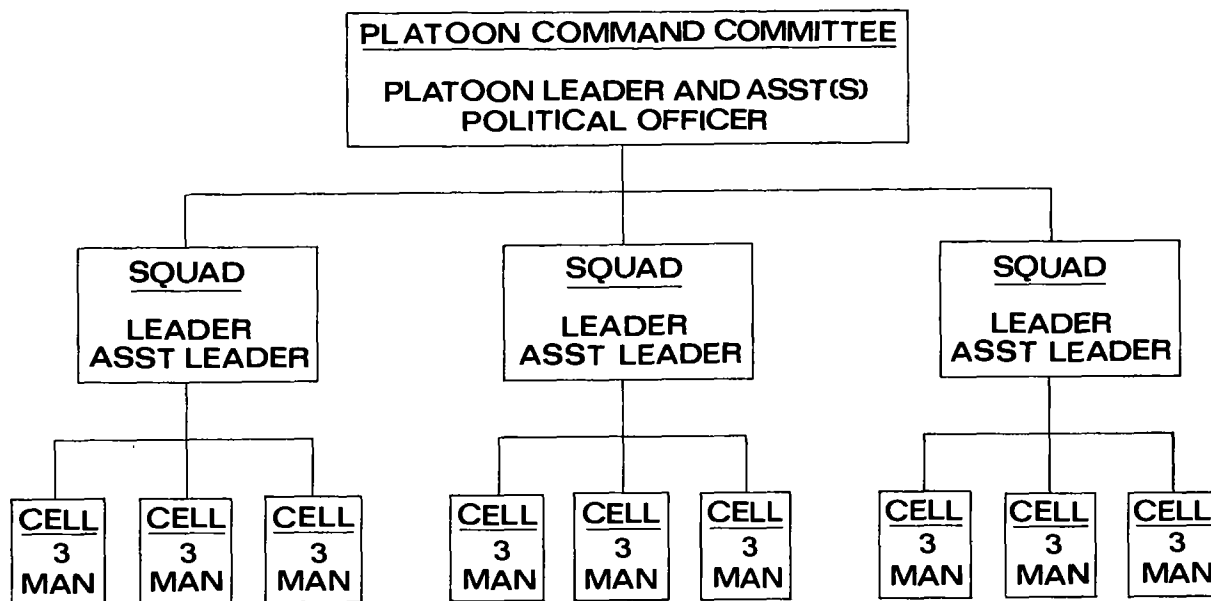 PLATOON COMMAND COMMITTEE
PLATOON LEADER AND ASST(S)
POLITICAL OFFICER
SQUAD
LEADER
ASST LEADER
SQUAD
LEADER
ASST LEADER
SQUAD
LEADER
ASST LEADER
CELL
3
MAN
CELL
3
MAN
CELL
3
MAN
CELL
3
MAN
CELL
3
MAN
CELL
3
MAN
CELL
3
MAN
CELL
3
MAN
CELL
3
MAN